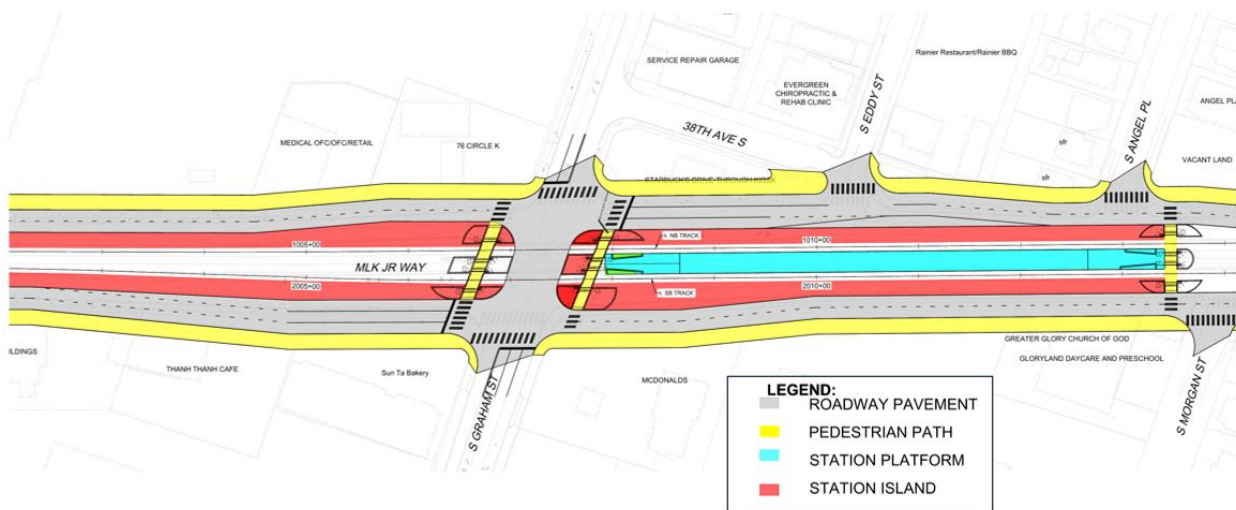 SERVICE REPAIR GARAGE
Rainier Restaurant/Rainier BBQ
EVERGREEN
CHIROPRACTIC &
REHAB CLINIC
S EDDY ST
S ANGEL PL
ANGEL PL
MEDICAL OFC/OFC/RETAIL
76 CIRCLE K
38TH AVE S
sfr
VACANT LAND
STARBUCKS DRIVE-THROUGH KIOSK
sfr
1005+00
NB TRACK
1010+00
MLK JR WAY
2005+00
SB TRACK
2010+00
ILDINGS
THANH THANH CAFE
Sun Ta Bakery
S GRAHAM ST
MCDONALDS
GREATER GLORY CHURCH OF GOD
GLORYLAND DAYCARE AND PRESCHOOL
S MORGAN ST
LEGEND:
ROADWAY PAVEMENT
PEDESTRIAN PATH
STATION PLATFORM
STATION ISLAND